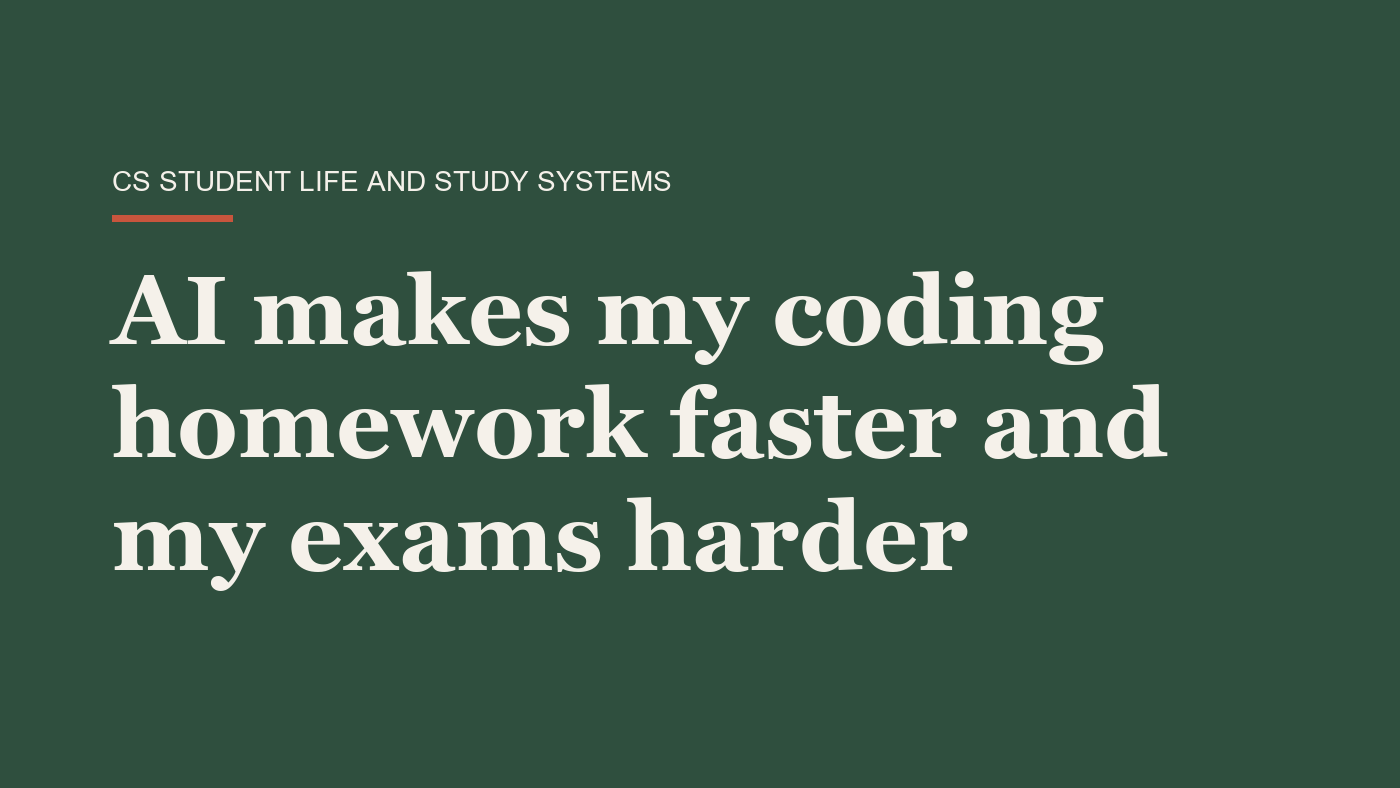 CS STUDENT LIFE AND STUDY SYSTEMS
AI makes my coding
homework faster and
my exams harder